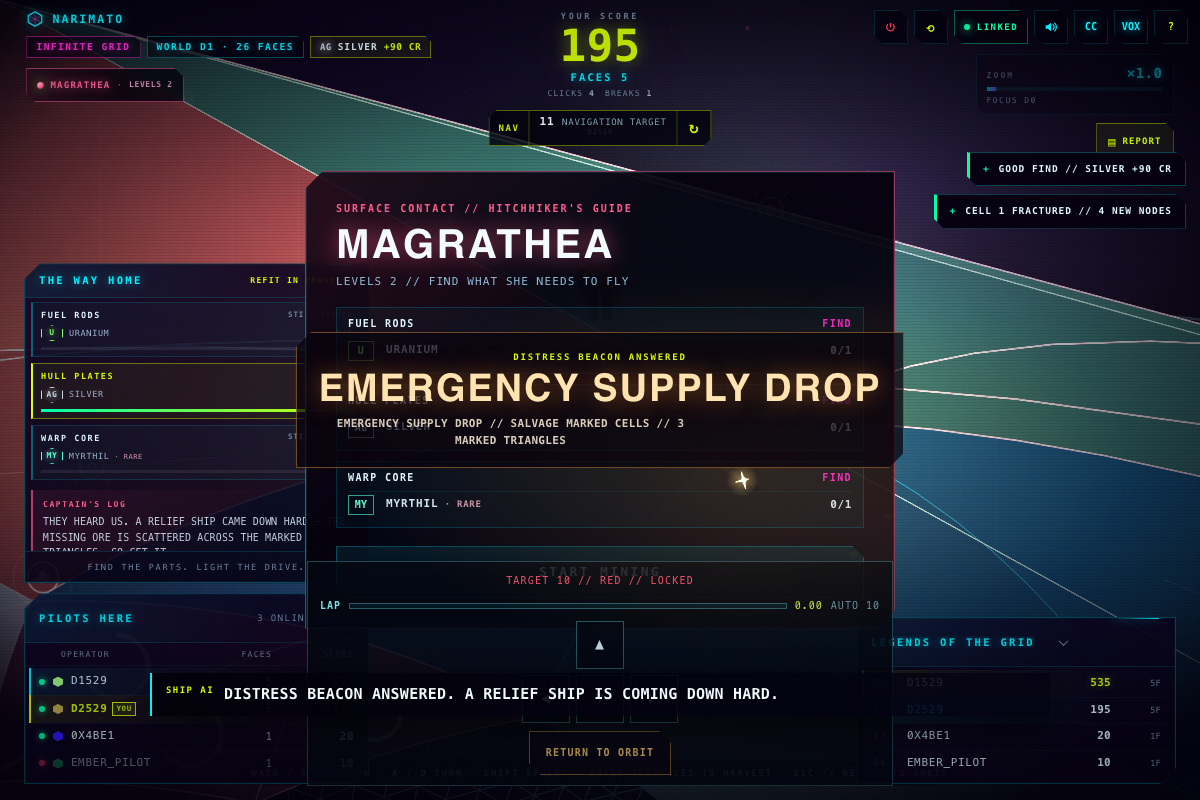 NARIMATO
INFINITE GRID
WORLD D1 · 26 FACES
AG SILVER +90 CR
MAGRATHEA · LEVELS 2
YOUR SCORE
195
FACES 5
CLICKS 4 BREAKS 1
NAV
11 NAVIGATION TARGET
D2529
↻
LINKED
CC
VOX
?
ZOOM ×1.0
FOCUS D0
REPORT
+ GOOD FIND // SILVER +90 CR
+ CELL 1 FRACTURED // 4 NEW NODES
SURFACE CONTACT // HITCHHIKER'S GUIDE
MAGRATHEA
LEVELS 2 // FIND WHAT SHE NEEDS TO FLY
FUEL RODS FIND
U URANIUM 0/1
DISTRESS BEACON ANSWERED
EMERGENCY SUPPLY DROP
EMERGENCY SUPPLY DROP // SALVAGE MARKED CELLS // 3
MARKED TRIANGLES
0/1
WARP CORE FIND
MY MYRTHIL · RARE 0/1
START MINING
THE WAY HOME REFIT IN
FUEL RODS
U URANIUM
HULL PLATES
AG SILVER
WARP CORE
MY MYRTHIL · RARE
CAPTAIN'S LOG
THEY HEARD US. A RELIEF SHIP CAME DOWN HARD
MISSING ORE IS SCATTERED ACROSS THE MARKED
TRIANGLES. GO GET IT
FIND THE PARTS. LIGHT THE DRIVE.
TARGET 10 // RED // LOCKED
LAP 0.00 AUTO 10
▲
RETURN TO ORBIT
PILOTS HERE
OPERATOR FACES SCORE
D1529
D2529 YOU
0X4BE1 1 20
EMBER_PILOT 1 10
SHIP AI DISTRESS BEACON ANSWERED. A RELIEF SHIP IS COMING DOWN HARD.
LEGENDS OF THE GRID
D1529 535 5F
D2529 195 5F
0X4BE1 20 1F
EMBER_PILOT 10 1F